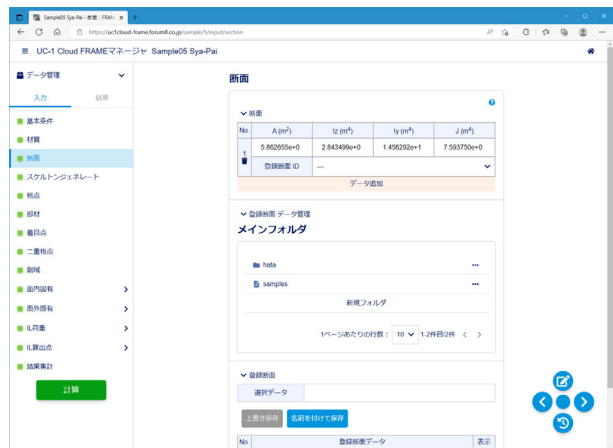 Sample05 Sya-Pai - 断面 | FRAM
https://uc1cloud-frame.forum8.co.jp/sample/5/input/section
UC-1 Cloud FRAMEマネージャ Sample05 Sya-Pai
データ管理
入力
結果
基本条件
材質
断面
スケルトンジェネレート
格点
部材
着目点
二重格点
剛域
面内固有
面外固有
IL荷重
IL算出点
結果集計
計算
断面
断面
No. A (m²) Iz (m⁴) Iy (m⁴) J (m⁴)
1 5.862655e+0 2.843499e+0 1.456292e+1 7.593750e+0
登録断面 ID ---
データ追加
登録断面 データ管理
メインフォルダ
hata
samples
新規フォルダ
1ページあたりの行数： 10 1-2件目/2件
登録断面
選択データ
上書き保存 名前を付けて保存
No. 登録断面データ 表示